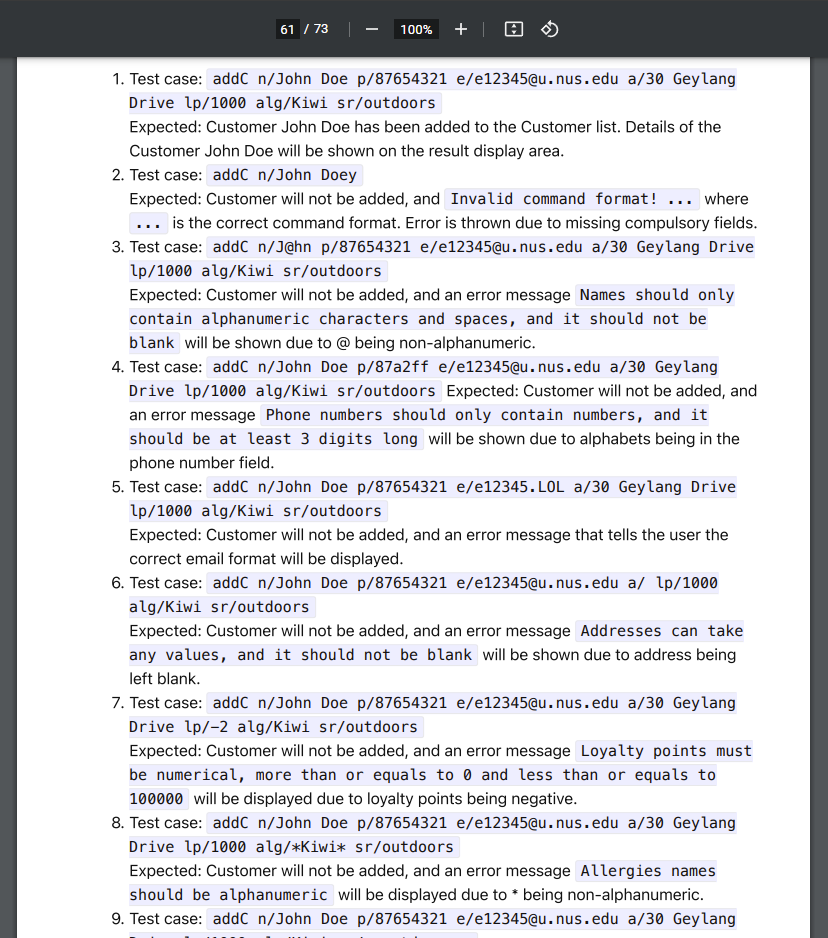 61 / 73 100%
1. Test case: addC n/John Doe p/87654321 e/e12345@u.nus.edu a/30 Geylang
Drive lp/1000 alg/Kiwi sr/outdoors
Expected: Customer John Doe has been added to the Customer list. Details of the
Customer John Doe will be shown on the result display area.
2. Test case: addC n/John Doey
Expected: Customer will not be added, and Invalid command format! ... where
... is the correct command format. Error is thrown due to missing compulsory fields.
3. Test case: addC n/J@hn p/87654321 e/e12345@u.nus.edu a/30 Geylang Drive
lp/1000 alg/Kiwi sr/outdoors
Expected: Customer will not be added, and an error message Names should only
contain alphanumeric characters and spaces, and it should not be
blank will be shown due to @ being non-alphanumeric.
4. Test case: addC n/John Doe p/87a2ff e/e12345@u.nus.edu a/30 Geylang
Drive lp/1000 alg/Kiwi sr/outdoors Expected: Customer will not be added, and
an error message Phone numbers should only contain numbers, and it
should be at least 3 digits long will be shown due to alphabets being in the
phone number field.
5. Test case: addC n/John Doe p/87654321 e/e12345.LOL a/30 Geylang Drive
lp/1000 alg/Kiwi sr/outdoors
Expected: Customer will not be added, and an error message that tells the user the
correct email format will be displayed.
6. Test case: addC n/John Doe p/87654321 e/e12345@u.nus.edu a/ lp/1000
alg/Kiwi sr/outdoors
Expected: Customer will not be added, and an error message Addresses can take
any values, and it should not be blank will be shown due to address being
left blank.
7. Test case: addC n/John Doe p/87654321 e/e12345@u.nus.edu a/30 Geylang
Drive lp/-2 alg/Kiwi sr/outdoors
Expected: Customer will not be added, and an error message Loyalty points must
be numerical, more than or equals to 0 and less than or equals to
100000 will be displayed due to loyalty points being negative.
8. Test case: addC n/John Doe p/87654321 e/e12345@u.nus.edu a/30 Geylang
Drive lp/1000 alg/*Kiwi* sr/outdoors
Expected: Customer will not be added, and an error message Allergies names
should be alphanumeric will be displayed due to * being non-alphanumeric.
9. Test case: addC n/John Doe p/87654321 e/e12345@u.nus.edu a/30 Geylang